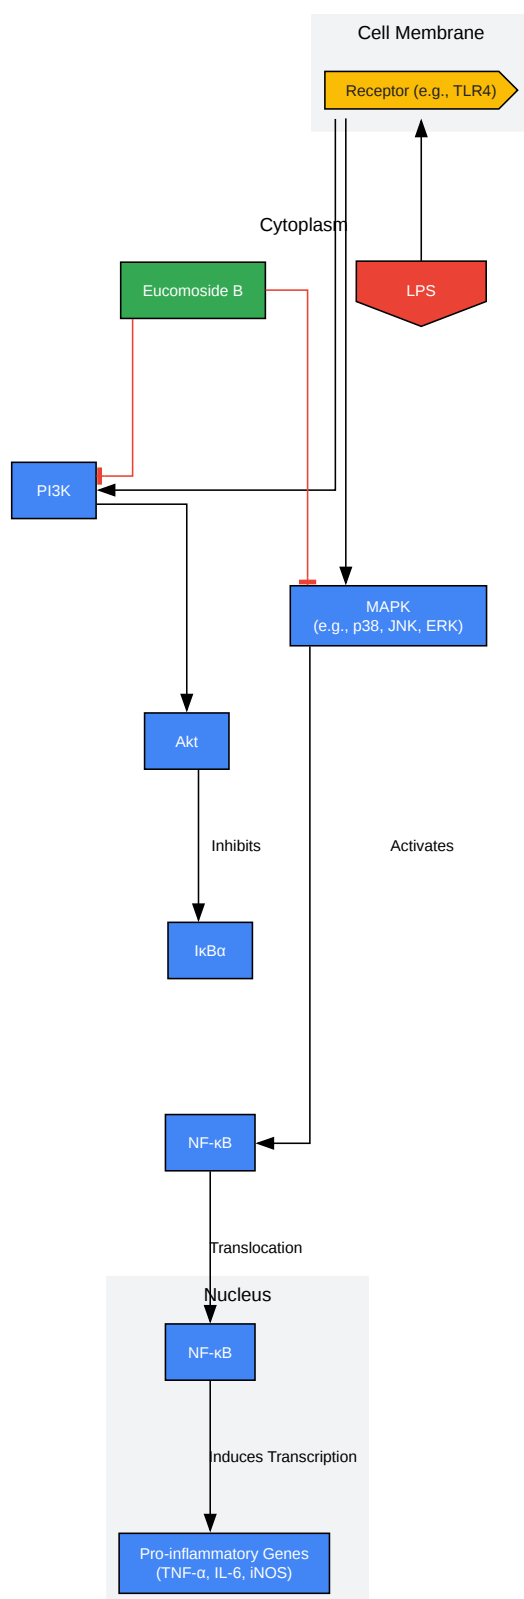 Cell Membrane
Receptor (e.g., TLR4)
Cytoplasm
Eucomoside B
LPS
PI3K
MAPK
(e.g., p38, JNK, ERK)
Akt
Inhibits
Activates
IκBα
NF-κB
Translocation
Nucleus
NF-κB
Induces Transcription
Pro-inflammatory Genes
(TNF-α, IL-6, iNOS)